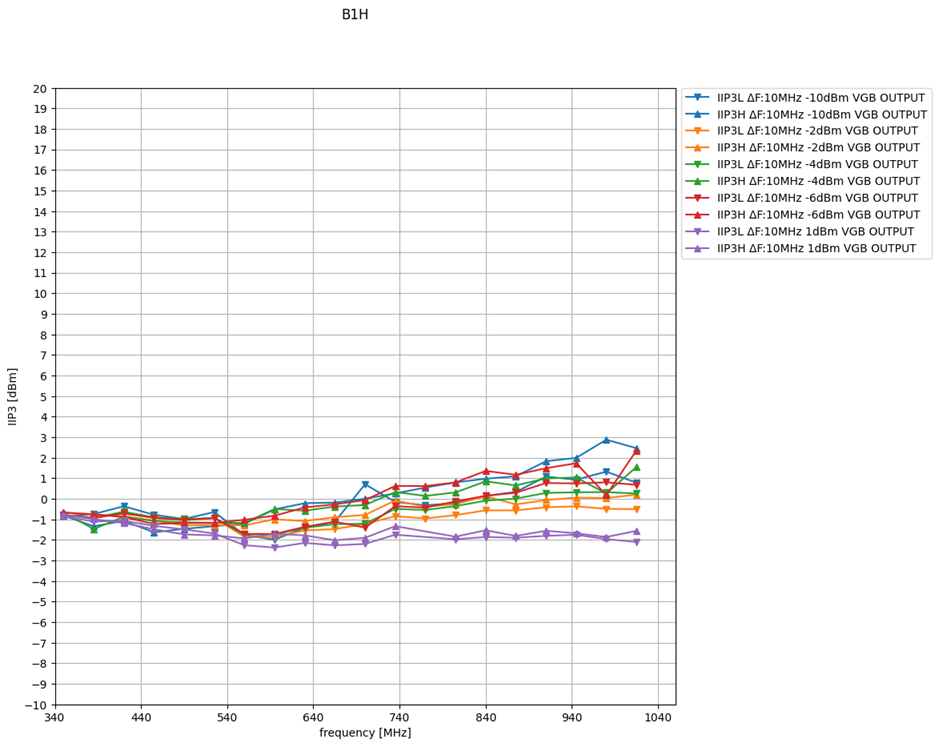 B1H
IIP3 [dBm]
20
19
18
17
16
15
14
13
12
11
10
9
8
7
6
5
4
3
2
1
0
−1
−2
−3
−4
−5
−6
−7
−8
−9
−10
340 440 540 640 740 840 940 1040
frequency [MHz]
IIP3L ΔF:10MHz -10dBm VGB OUTPUT
IIP3H ΔF:10MHz -10dBm VGB OUTPUT
IIP3L ΔF:10MHz -2dBm VGB OUTPUT
IIP3H ΔF:10MHz -2dBm VGB OUTPUT
IIP3L ΔF:10MHz -4dBm VGB OUTPUT
IIP3H ΔF:10MHz -4dBm VGB OUTPUT
IIP3L ΔF:10MHz -6dBm VGB OUTPUT
IIP3H ΔF:10MHz -6dBm VGB OUTPUT
IIP3L ΔF:10MHz 1dBm VGB OUTPUT
IIP3H ΔF:10MHz 1dBm VGB OUTPUT